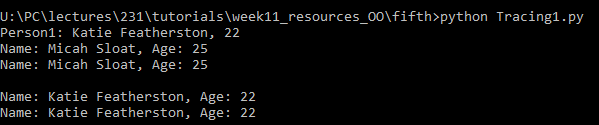 U:\PC\lectures\231\tutorials\week11_resources_OO\fifth>python Tracing1.py
Person1: Katie Featherston, 22
Name: Micah Sloat, Age: 25
Name: Micah Sloat, Age: 25
Name: Katie Featherston, Age: 22
Name: Katie Featherston, Age: 22